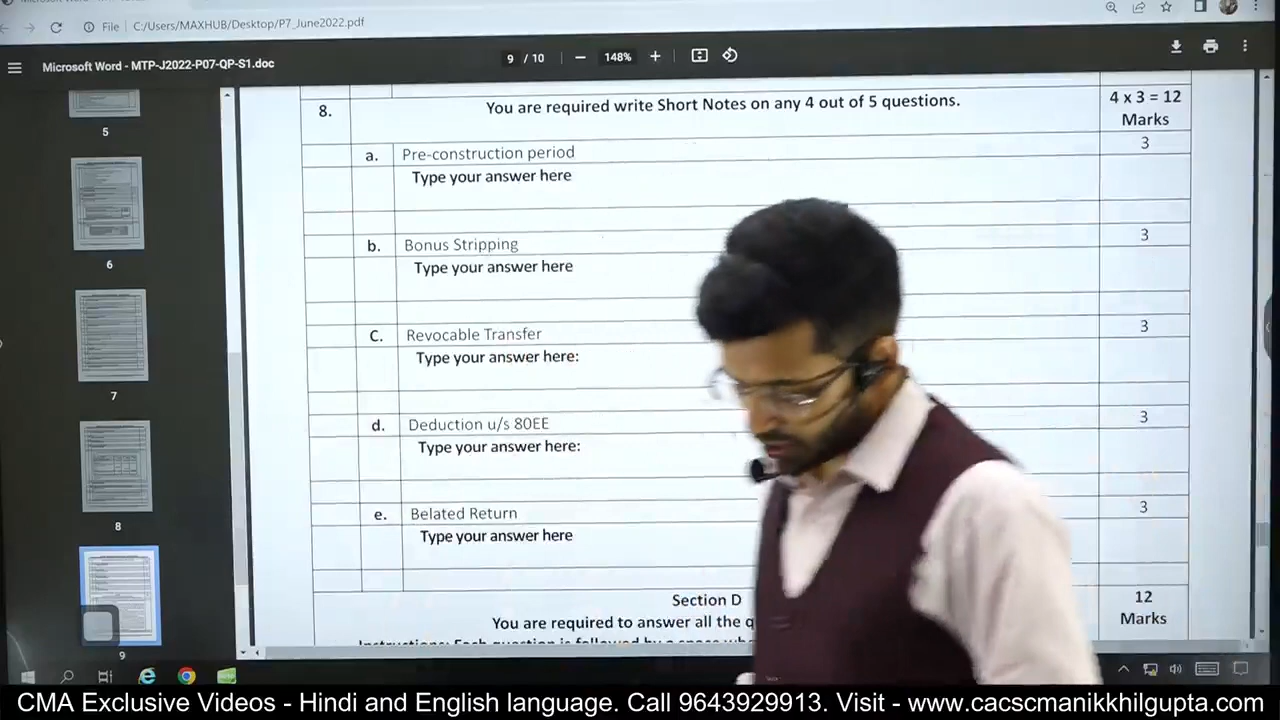 File C:/Users/MAXHUB/Desktop/P7_June2022.pdf
Microsoft Word - MTP-J2022-P07-QP-S1.doc
9 / 10
148%
8. You are required write Short Notes on any 4 out of 5 questions. 4 x 3 = 12
Marks
a. Pre-construction period 3
Type your answer here
b. Bonus Stripping 3
Type your answer here
C. Revocable Transfer 3
Type your answer here:
d. Deduction u/s 80EE 3
Type your answer here:
e. Belated Return 3
Type your answer here
Section D 12
Marks
You are required to answer all the q
5
6
7
8
9
CMA Exclusive Videos - Hindi and English language. Call 9643929913. Visit - www.cacscmanikkhilgupta.com